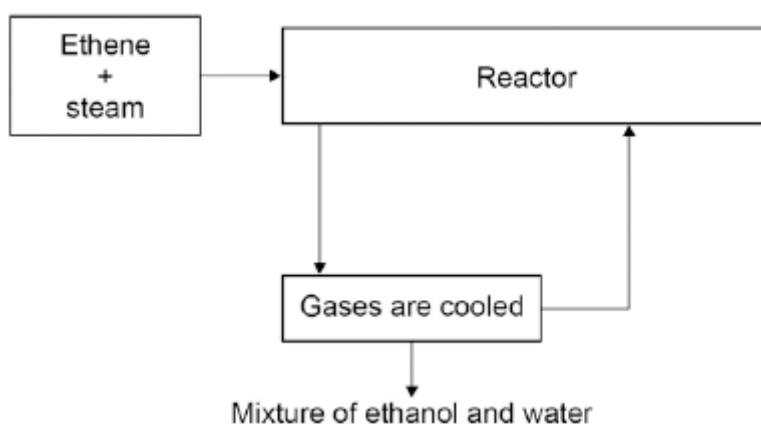 Ethene
+
steam
Reactor
Gases are cooled
Mixture of ethanol and water